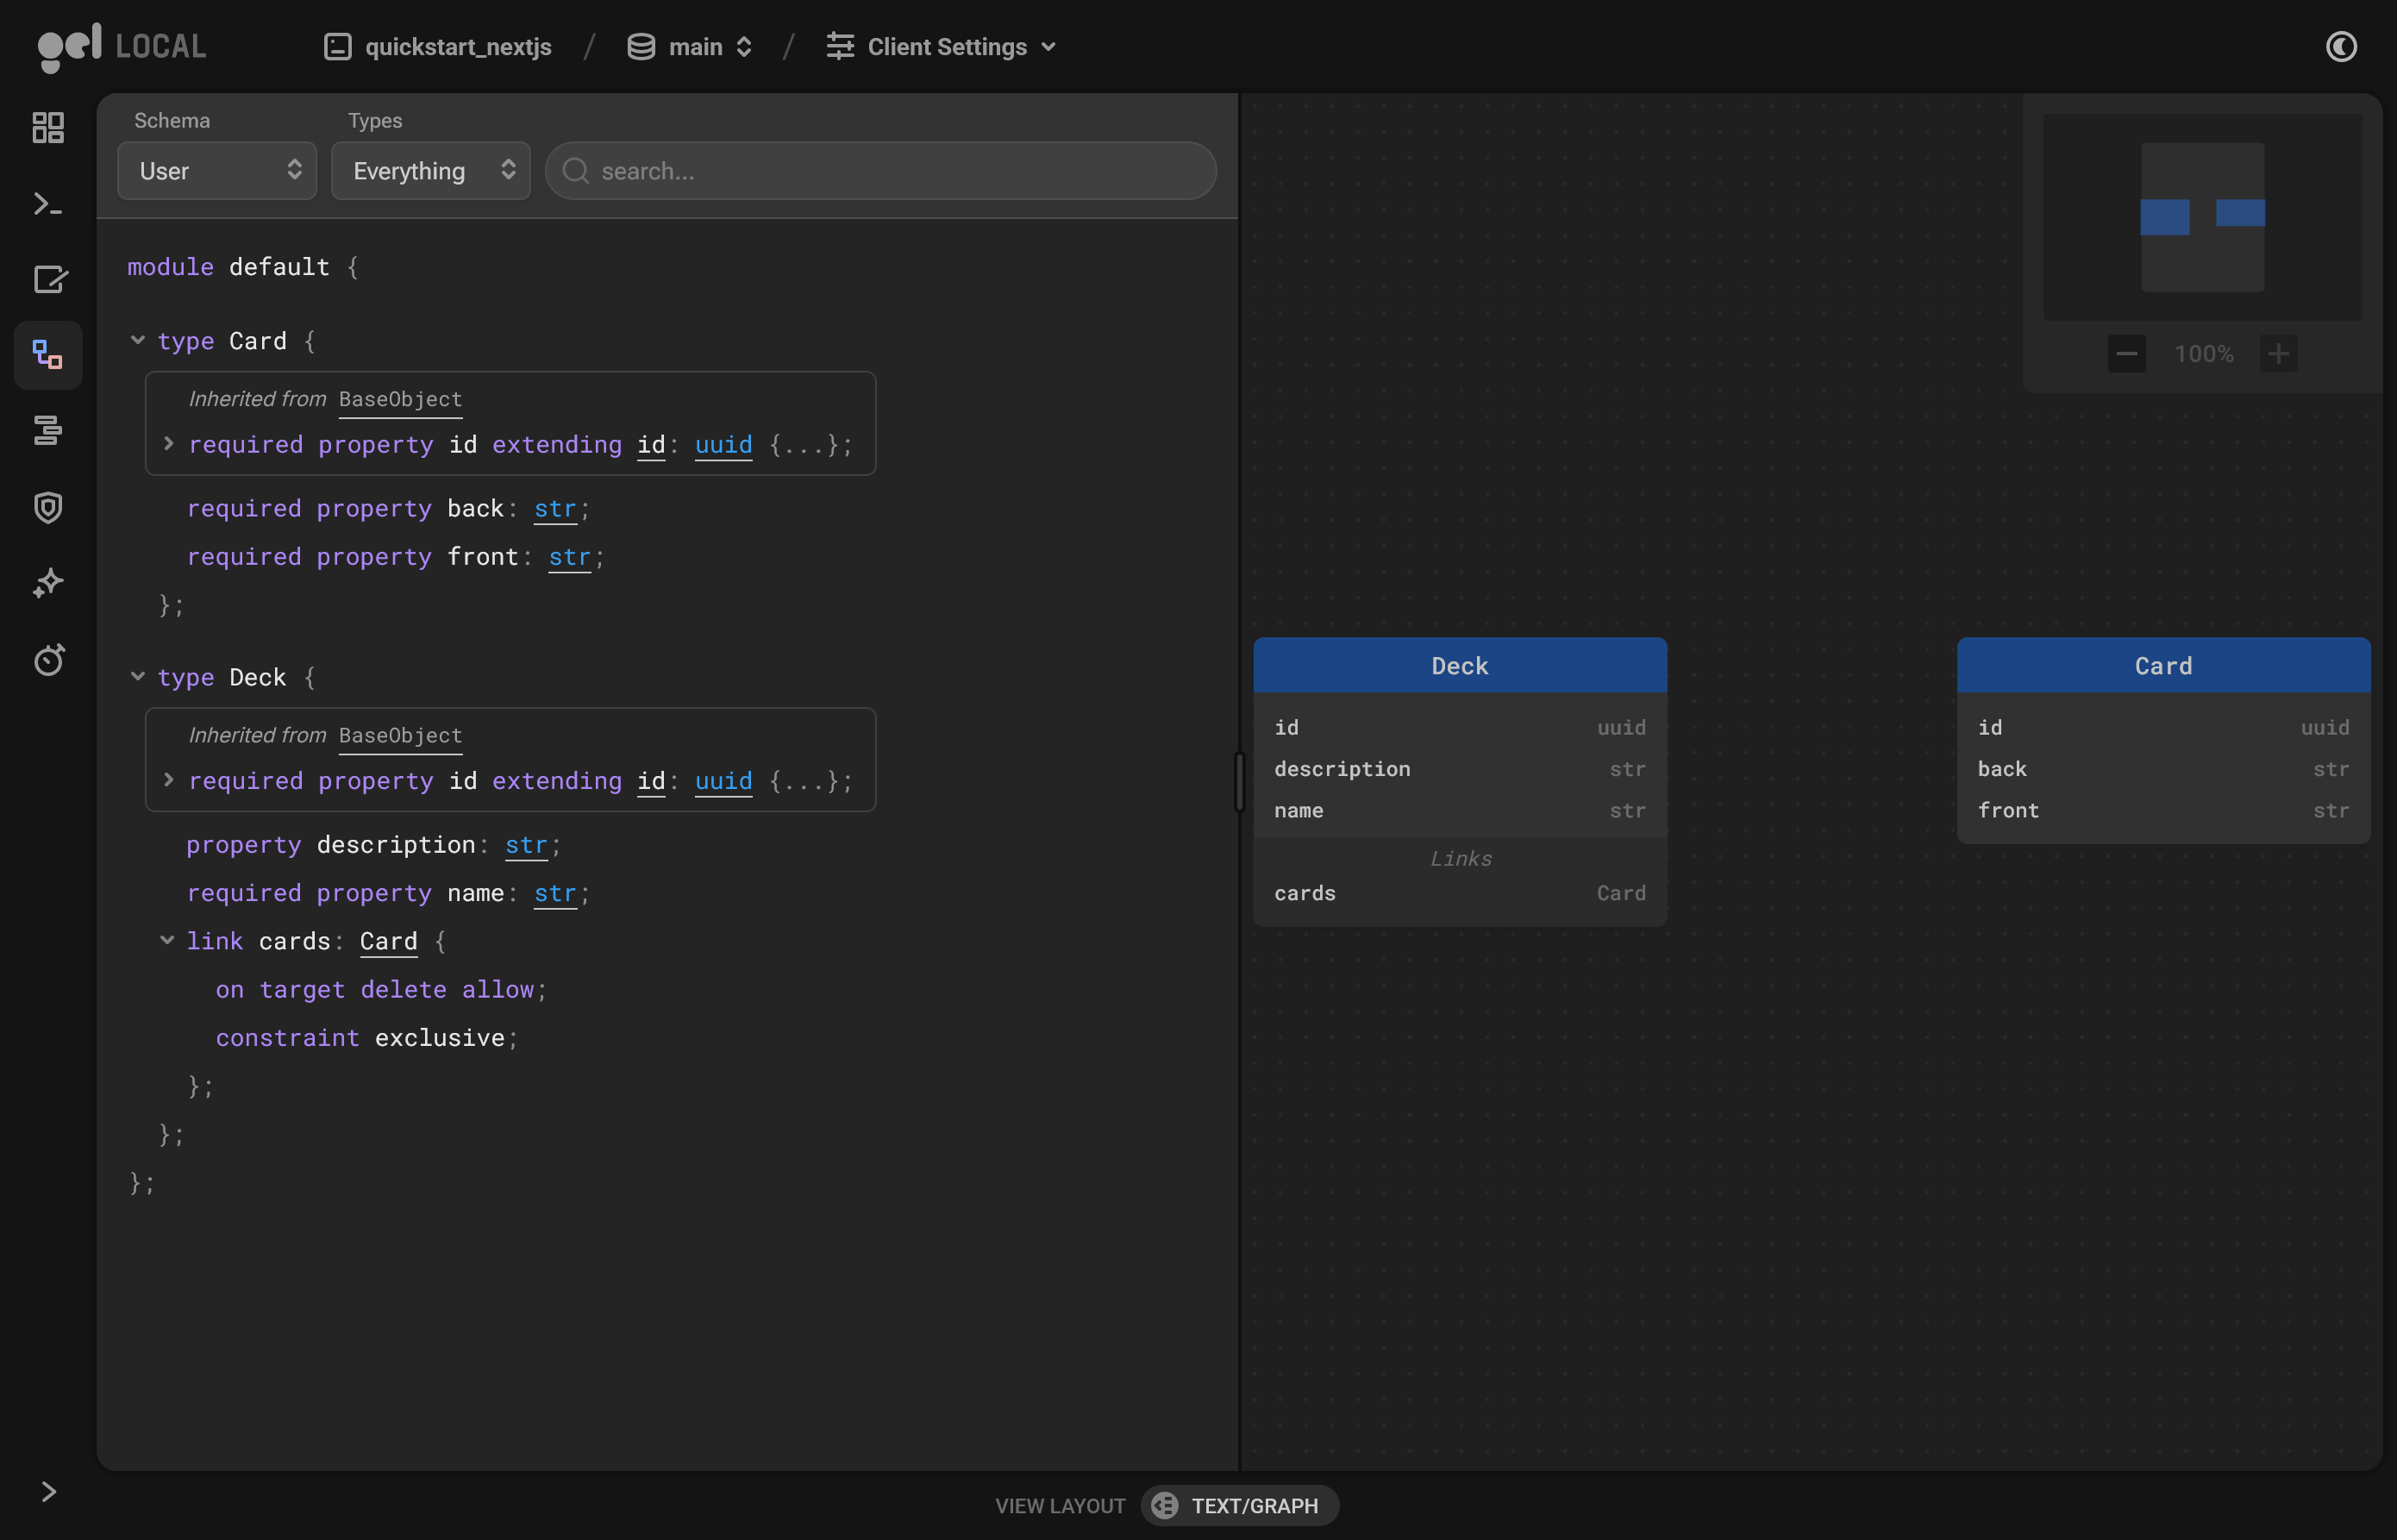 gel LOCAL
quickstart_nextjs / main / Client Settings
Schema Types
User Everything search...
module default {
type Card {
Inherited from BaseObject
required property id extending id: uuid {...};
required property back: str;
required property front: str;
};
type Deck {
Inherited from BaseObject
required property id extending id: uuid {...};
property description: str;
required property name: str;
link cards: Card {
on target delete allow;
constraint exclusive;
};
};
};
100%
Deck
id uuid
description str
name str
Links
cards Card
Card
id uuid
back str
front str
VIEW LAYOUT TEXT/GRAPH